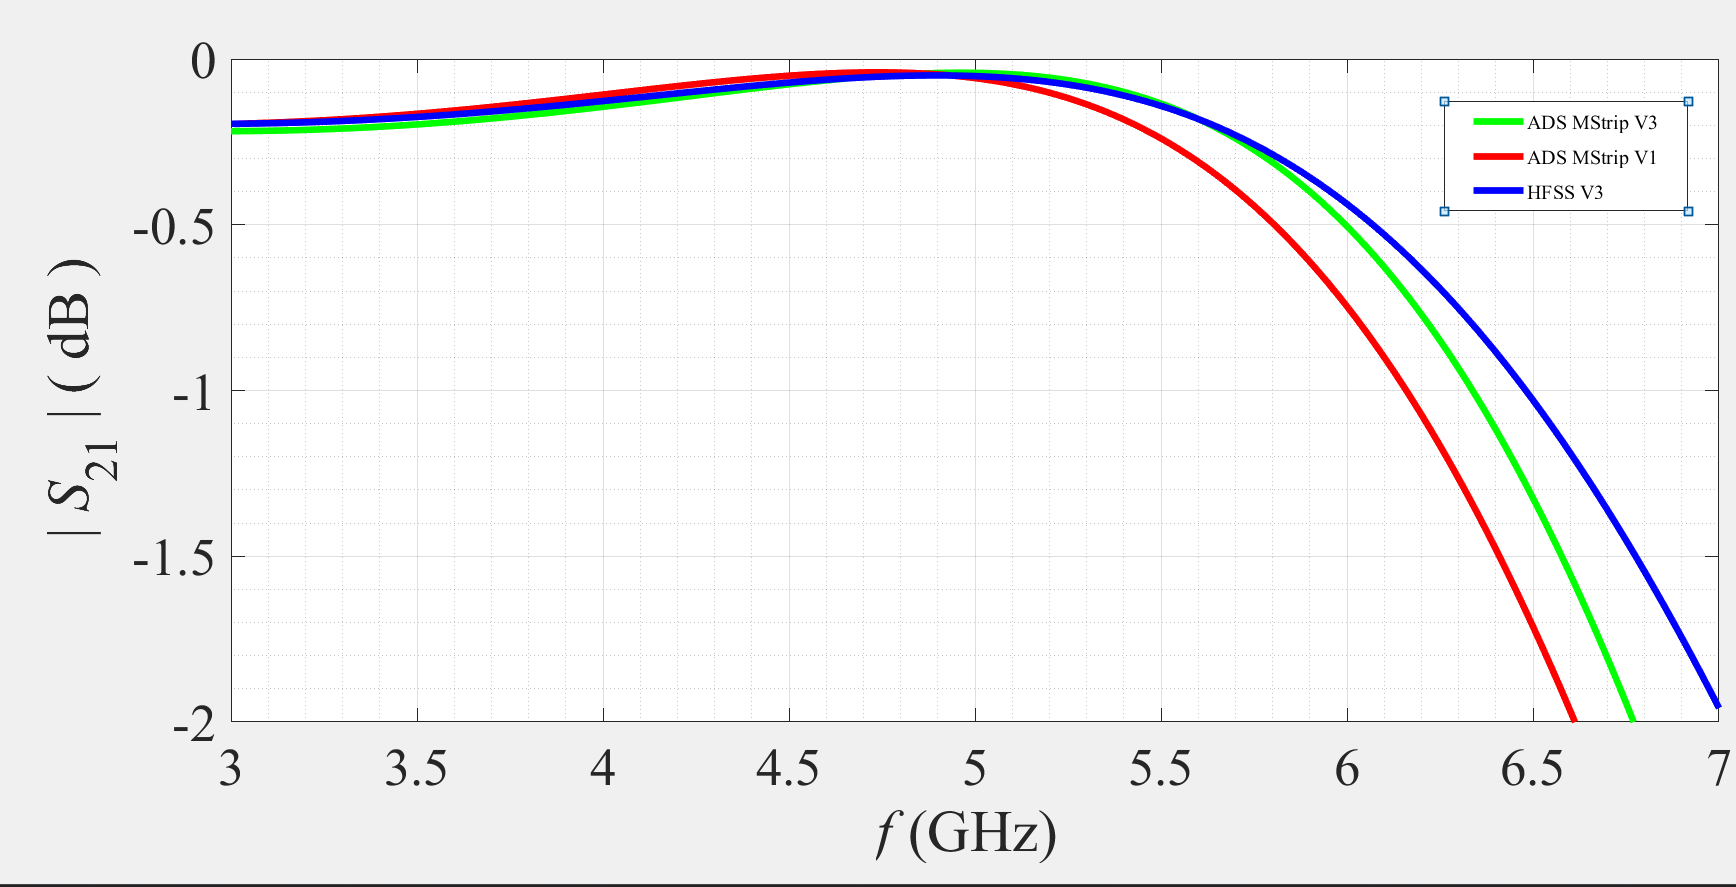 0
-0.5
-1
-1.5
-2
| S21 | ( dB )
ADS MStrip V3
ADS MStrip V1
HFSS V3
3 3.5 4 4.5 5 5.5 6 6.5 7
f (GHz)